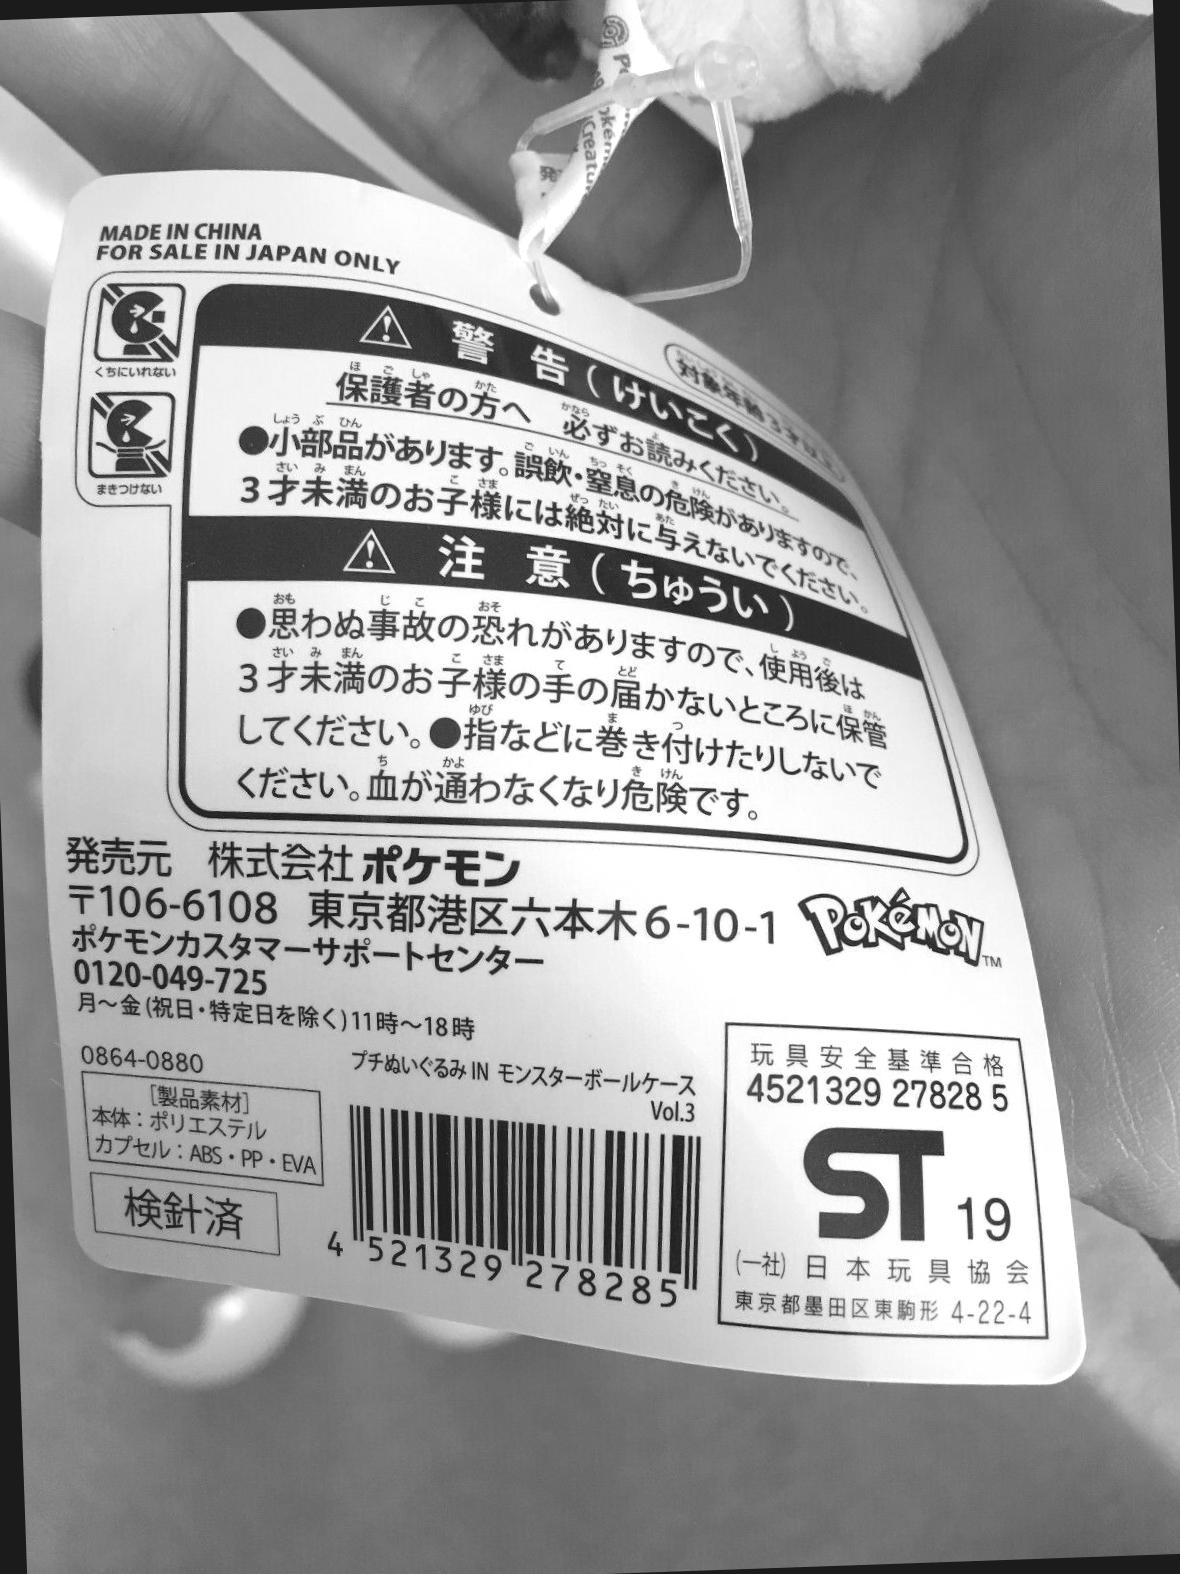 MADE IN CHINA
FOR SALE IN JAPAN ONLY
くちにいれない
まきつけない
対象年齢3才以上
警告(けいこく)
保護者の方へ 必ずお読みください。
●小部品があります。誤飲・窒息の危険がありますので、
3才未満のお子様には絶対に与えないでください。
注意(ちゅうい)
●思わぬ事故の恐れがありますので、使用後は
3才未満のお子様の手の届かないところに保管
してください。●指などに巻き付けたりしないで
ください。血が通わなくなり危険です。
発売元 株式会社ポケモン
〒106-6108 東京都港区六本木6-10-1
ポケモンカスタマーサポートセンター
0120-049-725
月～金(祝日・特定日を除く)11時～18時
POKéMON™
0864-0880
[製品素材]
本体：ポリエステル
カプセル：ABS・PP・EVA
検針済
プチぬいぐるみIN モンスターボールケース
Vol.3
4 521329 278285
玩具安全基準合格
4521329 27828 5
ST 19
(一社)日本玩具協会
東京都墨田区東駒形 4-22-4